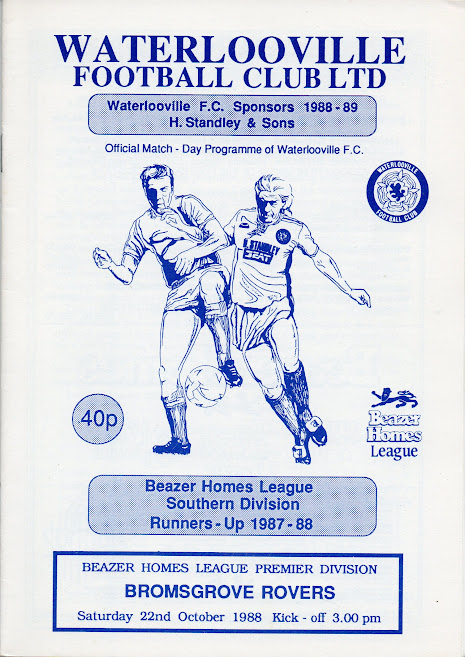 WATERLOOVILLE
FOOTBALL CLUB LTD
Waterlooville F.C. Sponsors 1988 - 89
H. Standley & Sons
Official Match - Day Programme of Waterlooville F.C.
WATERLOOVILLE
FOOTBALL CLUB
H. STANDLEY
SEAT
40p
Beazer
Homes
League
Beazer Homes League
Southern Division
Runners - Up 1987 - 88
BEAZER HOMES LEAGUE PREMIER DIVISION
BROMSGROVE ROVERS
Saturday 22nd October 1988 Kick - off 3.00 pm